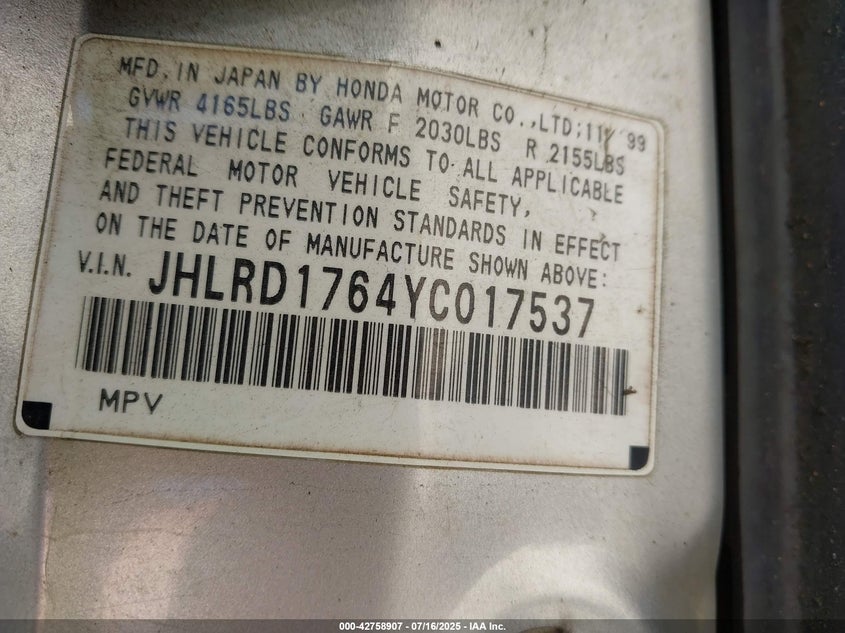 MFD. IN JAPAN BY HONDA MOTOR CO.,LTD; 11/ 99
GVWR 4165LBS GAWR F 2030LBS R 2155LBS
THIS VEHICLE CONFORMS TO ALL APPLICABLE
FEDERAL MOTOR VEHICLE SAFETY,
AND THEFT PREVENTION STANDARDS IN EFFECT
ON THE DATE OF MANUFACTURE SHOWN ABOVE:
V.I.N. JHLRD1764YC017537
MPV
000-42758907 - 07/16/2025 - IAA Inc.